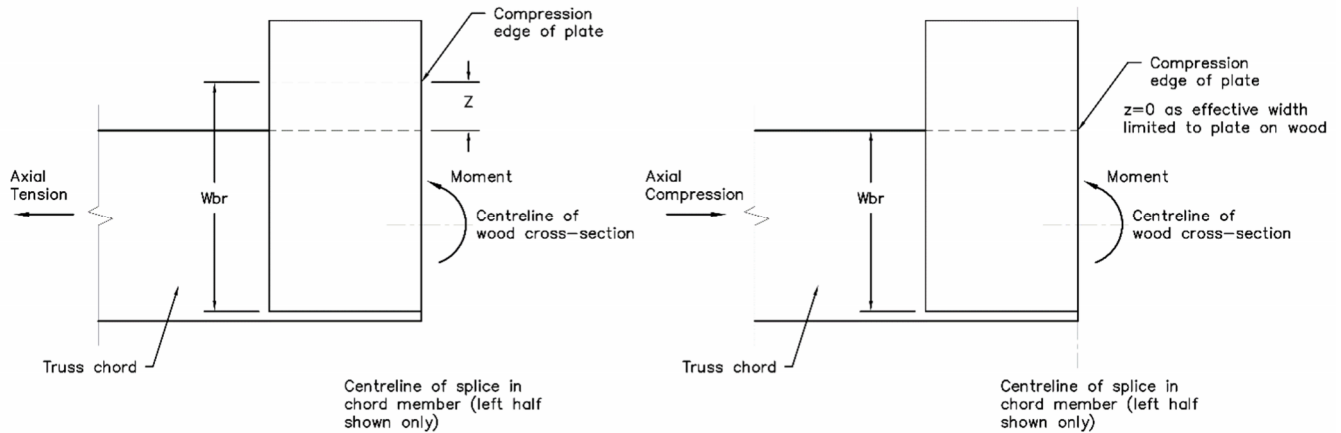 Compression
edge of plate
Z
Axial
Tension
Wbr
Moment
Centreline of
wood cross-section
Truss chord
Centreline of splice in
chord member (left half
shown only)
Compression
edge of plate
z=0 as effective width
limited to plate on wood
Axial
Compression
Wbr
Moment
Centreline of
wood cross-section
Truss chord
Centreline of splice in
chord member (left half
shown only)